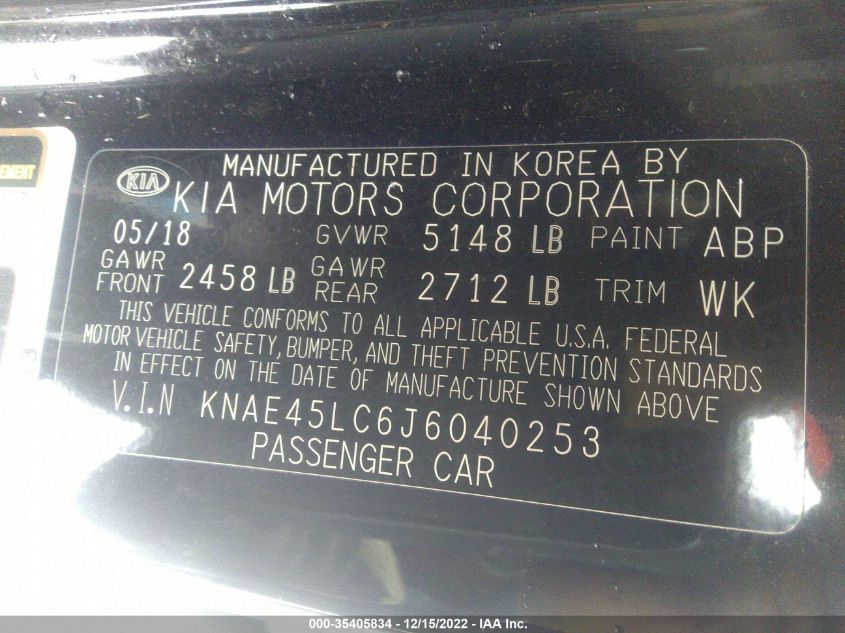 EMENT
MANUFACTURED IN KOREA BY
KIA KIA MOTORS CORPORATION
05/18 GVWR 5148 LB PAINT ABP
GAWR FRONT 2458 LB GAWR REAR 2712 LB TRIM WK
THIS VEHICLE CONFORMS TO ALL APPLICABLE U.S.A. FEDERAL
MOTOR VEHICLE SAFETY, BUMPER, AND THEFT PREVENTION STANDARDS
IN EFFECT ON THE DATE OF MANUFACTURE SHOWN ABOVE
V.I.N KNAE45LC6J6040253
PASSENGER CAR
000-35405834 - 12/15/2022 - IAA Inc.